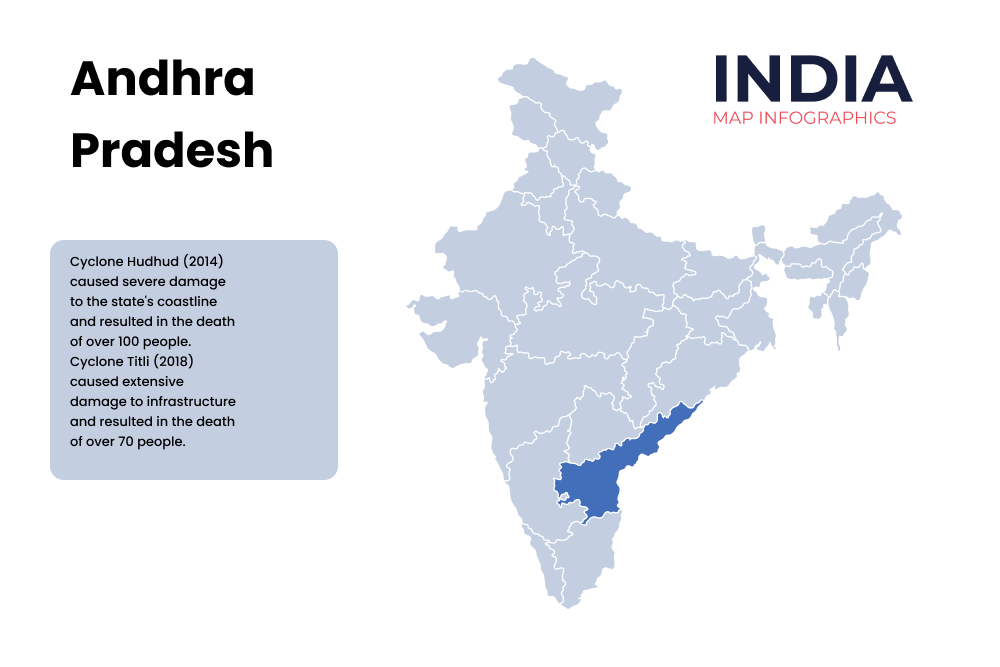 Andhra
Pradesh
INDIA
MAP INFOGRAPHICS
Cyclone Hudhud (2014)
caused severe damage
to the state's coastline
and resulted in the death
of over 100 people.
Cyclone Titli (2018)
caused extensive
damage to infrastructure
and resulted in the death
of over 70 people.